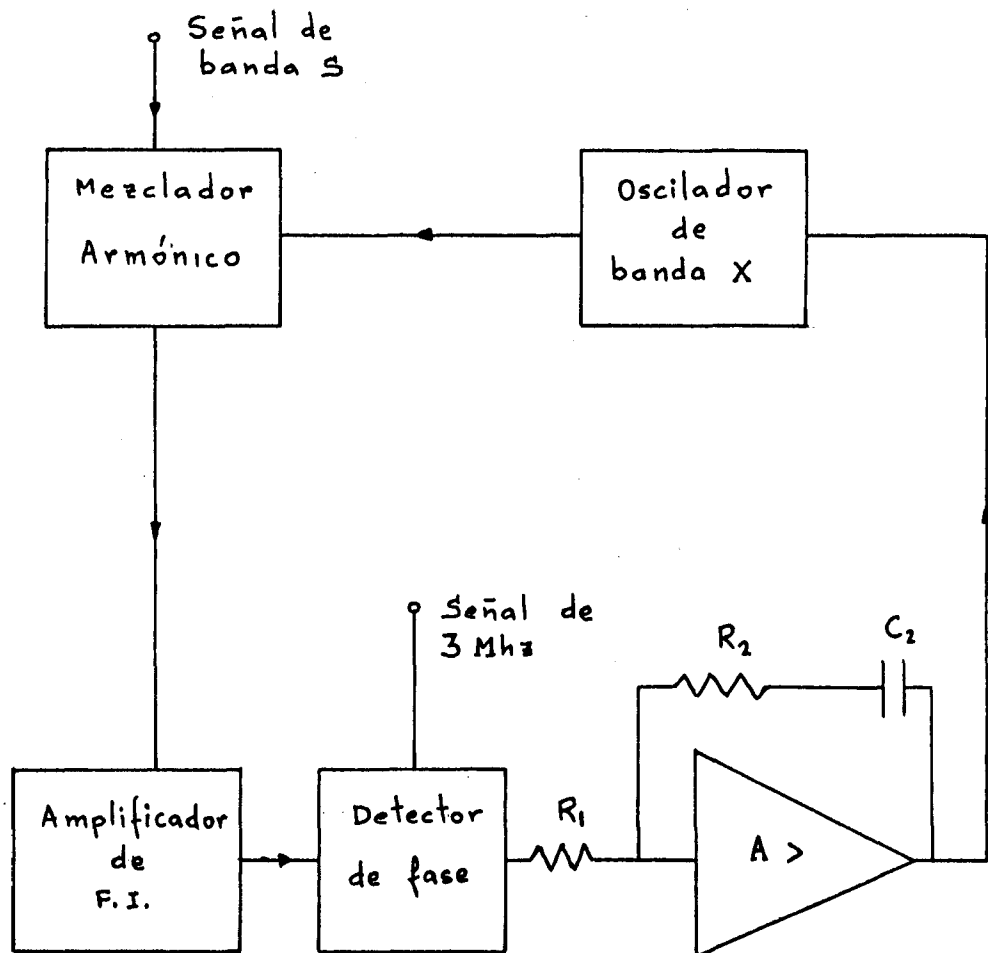 Señal de
banda S
Mezclador
Armónico
Oscilador
de
banda X
Señal de
3 Mhz
R₂
C₂
Amplificador
de
F.I.
Detector
de fase
R₁
A >